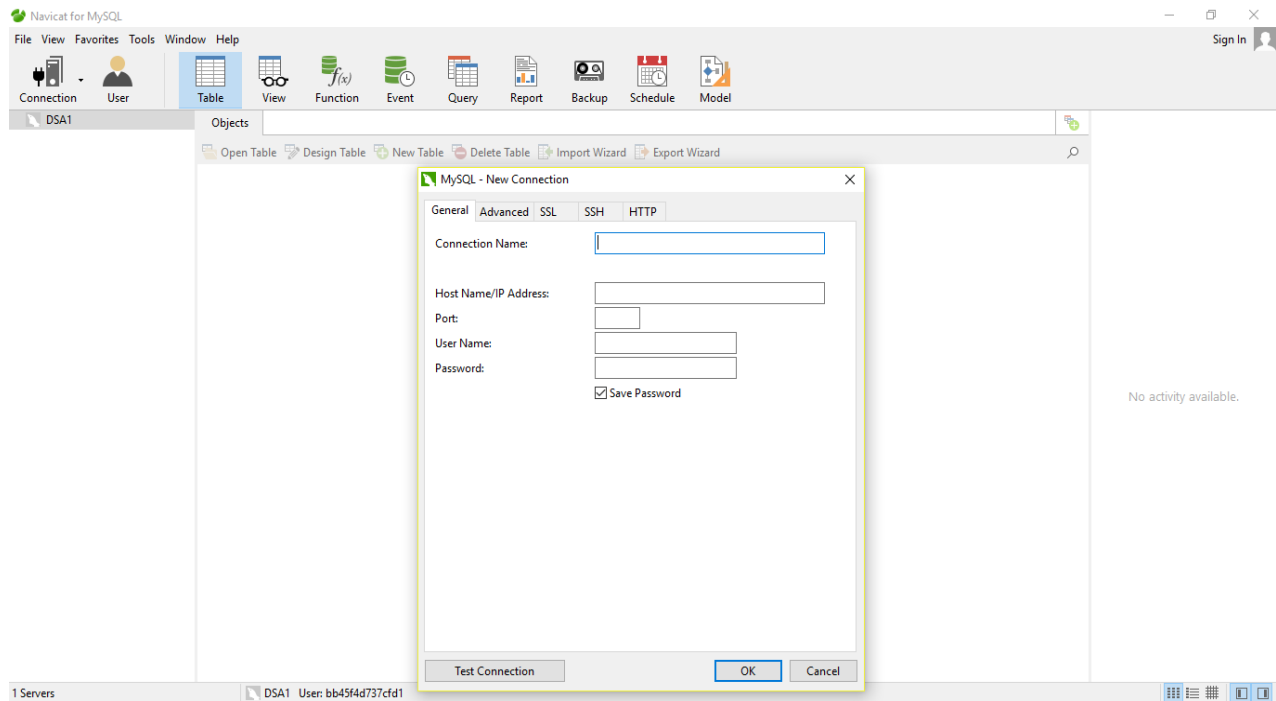 Navicat for MySQL
File View Favorites Tools Window Help
Sign In
Connection User Table View Function Event Query Report Backup Schedule Model
f(x)
DSA1
Objects
Open Table Design Table New Table Delete Table Import Wizard Export Wizard
MySQL - New Connection
General Advanced SSL SSH HTTP
Connection Name:
Host Name/IP Address:
Port:
User Name:
Password:
Save Password
No activity available.
Test Connection OK Cancel
1 Servers DSA1 User: bb45f4d737cfd1